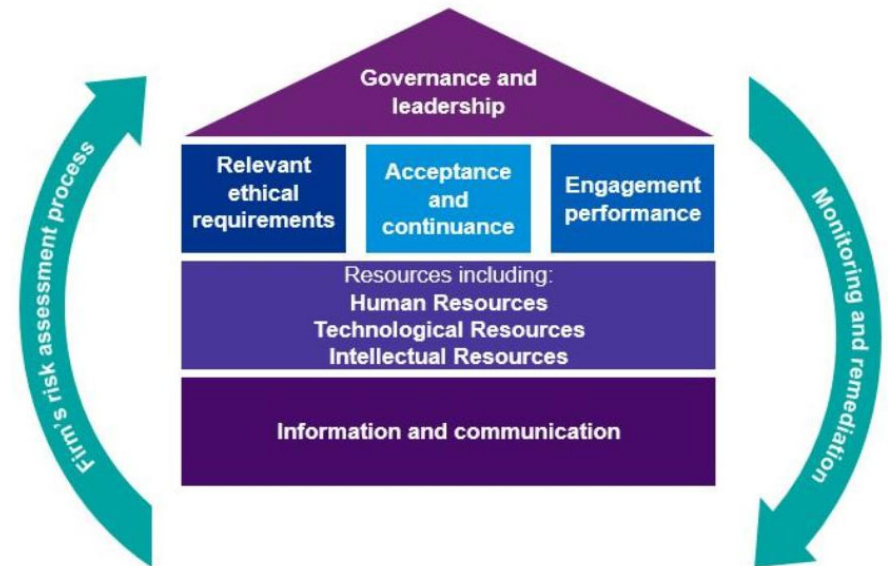 Governance and
leadership
Relevant
ethical
requirements
Acceptance
and
continuance
Engagement
performance
Resources including:
Human Resources
Technological Resources
Intellectual Resources
Information and communication
Firm's risk assessment process
Monitoring and remediation